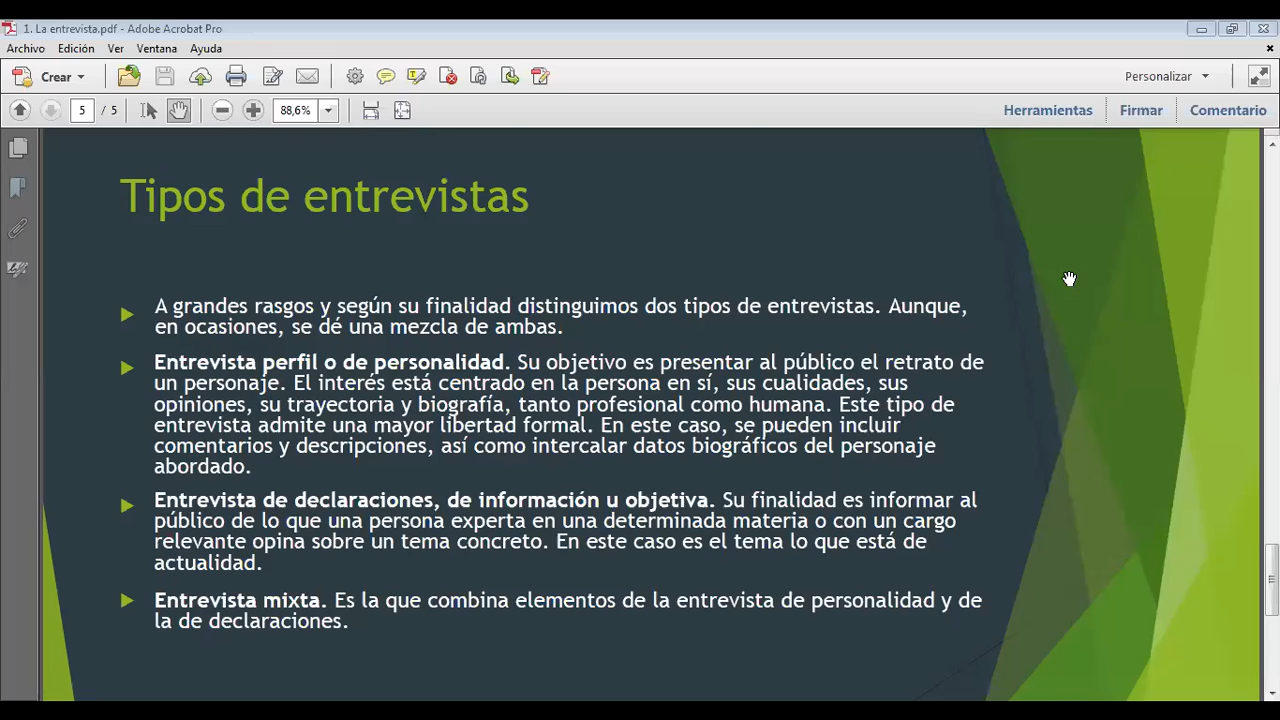 1. La entrevista.pdf - Adobe Acrobat Pro
Archivo Edición Ver Ventana Ayuda
Crear Personalizar
5 / 5 88,6% Herramientas Firmar Comentario
Tipos de entrevistas
A grandes rasgos y según su finalidad distinguimos dos tipos de entrevistas. Aunque,
en ocasiones, se dé una mezcla de ambas.
Entrevista perfil o de personalidad. Su objetivo es presentar al público el retrato de
un personaje. El interés está centrado en la persona en sí, sus cualidades, sus
opiniones, su trayectoria y biografía, tanto profesional como humana. Este tipo de
entrevista admite una mayor libertad formal. En este caso, se pueden incluir
comentarios y descripciones, así como intercalar datos biográficos del personaje
abordado.
Entrevista de declaraciones, de información u objetiva. Su finalidad es informar al
público de lo que una persona experta en una determinada materia o con un cargo
relevante opina sobre un tema concreto. En este caso es el tema lo que está de
actualidad.
Entrevista mixta. Es la que combina elementos de la entrevista de personalidad y de
la de declaraciones.